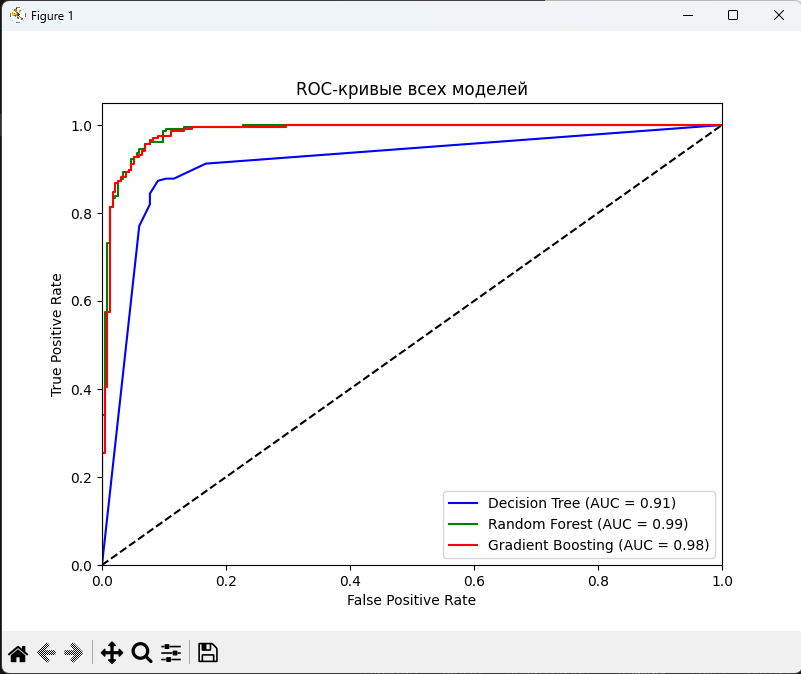 Figure 1
ROC-кривые всех моделей
True Positive Rate
1.0
0.8
0.6
0.4
0.2
0.0
0.0 0.2 0.4 0.6 0.8 1.0
False Positive Rate
Decision Tree (AUC = 0.91)
Random Forest (AUC = 0.99)
Gradient Boosting (AUC = 0.98)